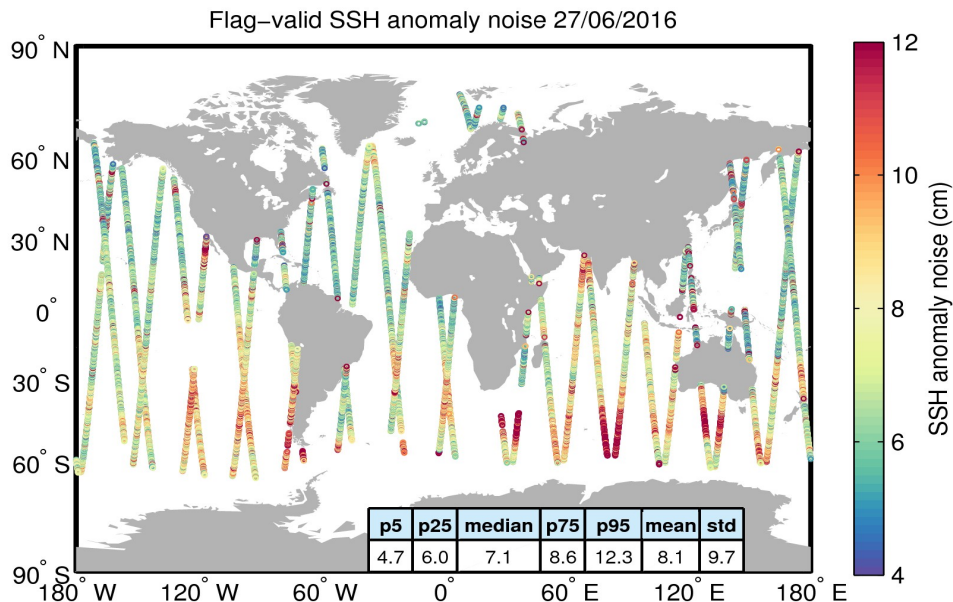 Flag−valid SSH anomaly noise 27/06/2016
90° N
60° N
30° N
0°
30° S
60° S
90° S
180° W
120° W
60° W
0°
60° E
120° E
180° E
p5 p25 median p75 p95 mean std
4.7 6.0 7.1 8.6 12.3 8.1 9.7
12
10
8
6
4
SSH anomaly noise (cm)